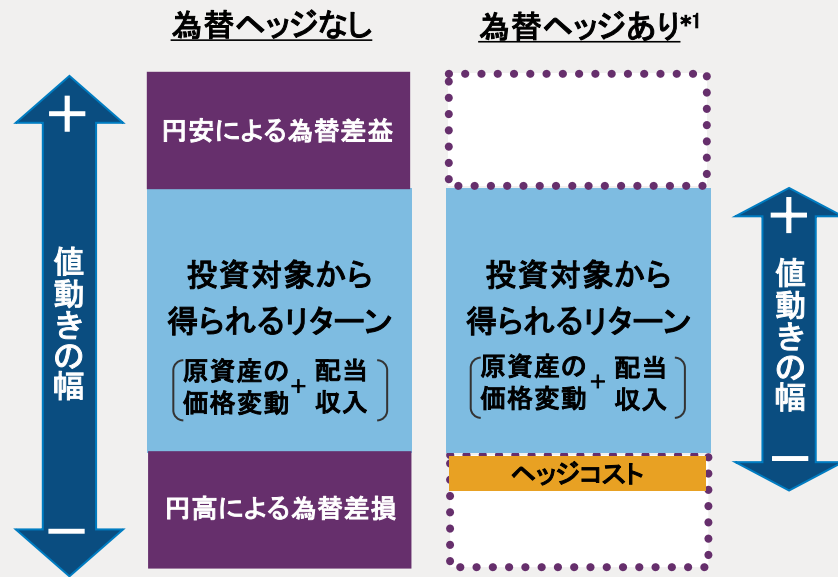 為替ヘッジなし
為替ヘッジあり*1
+
値動きの幅
−
円安による為替差益
投資対象から
得られるリターン
原資産の
価格変動
+
配当
収入
円高による為替差損
投資対象から
得られるリターン
原資産の
価格変動
+
配当
収入
ヘッジコスト
+
値動きの幅
−